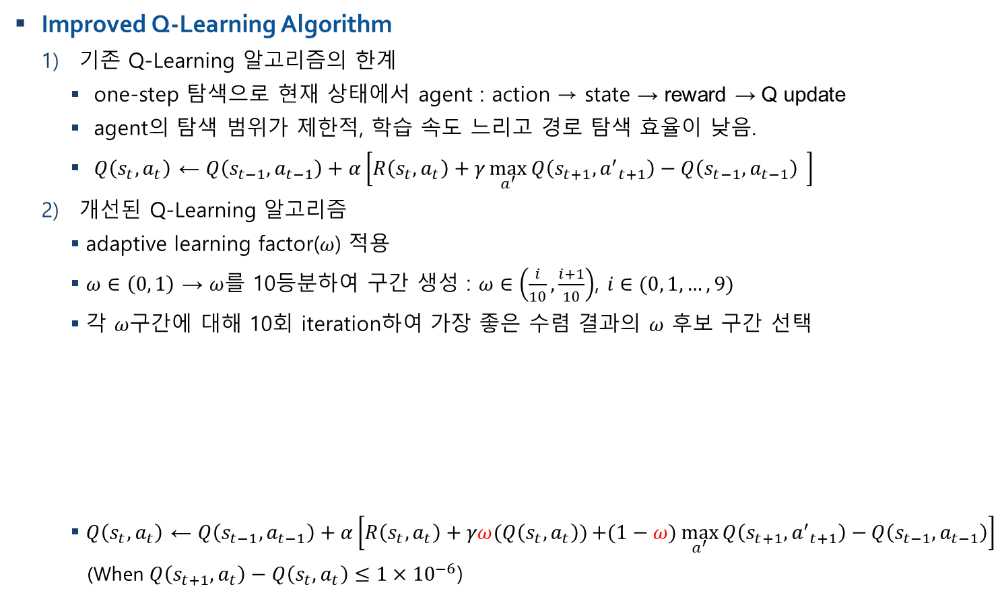 ▪ Improved Q-Learning Algorithm
1) 기존 Q-Learning 알고리즘의 한계
▪ one-step 탐색으로 현재 상태에서 agent : action → state → reward → Q update
▪ agent의 탐색 범위가 제한적, 학습 속도 느리고 경로 탐색 효율이 낮음.
▪ $Q(s_t, a_t) \leftarrow Q(s_{t-1}, a_{t-1}) + \alpha \left[ R(s_t, a_t) + \gamma \max_{a'} Q(s_{t+1}, a'_{t+1}) - Q(s_{t-1}, a_{t-1}) \right]$
2) 개선된 Q-Learning 알고리즘
▪ adaptive learning factor(ω) 적용
▪ $\omega \in (0, 1)$ → ω를 10등분하여 구간 생성 : $\omega \in \left( \frac{i}{10}, \frac{i+1}{10} \right)$, $i \in (0, 1, \ldots, 9)$
▪ 각 ω구간에 대해 10회 iteration하여 가장 좋은 수렴 결과의 ω 후보 구간 선택
▪ $Q(s_t, a_t) \leftarrow Q(s_{t-1}, a_{t-1}) + \alpha \left[ R(s_t, a_t) + \gamma \omega (Q(s_t, a_t)) + (1 - \omega) \max_{a'} Q(s_{t+1}, a'_{t+1}) - Q(s_{t-1}, a_{t-1}) \right]$
(When $Q(s_{t+1}, a_t) - Q(s_t, a_t) \leq 1 \times 10^{-6}$)